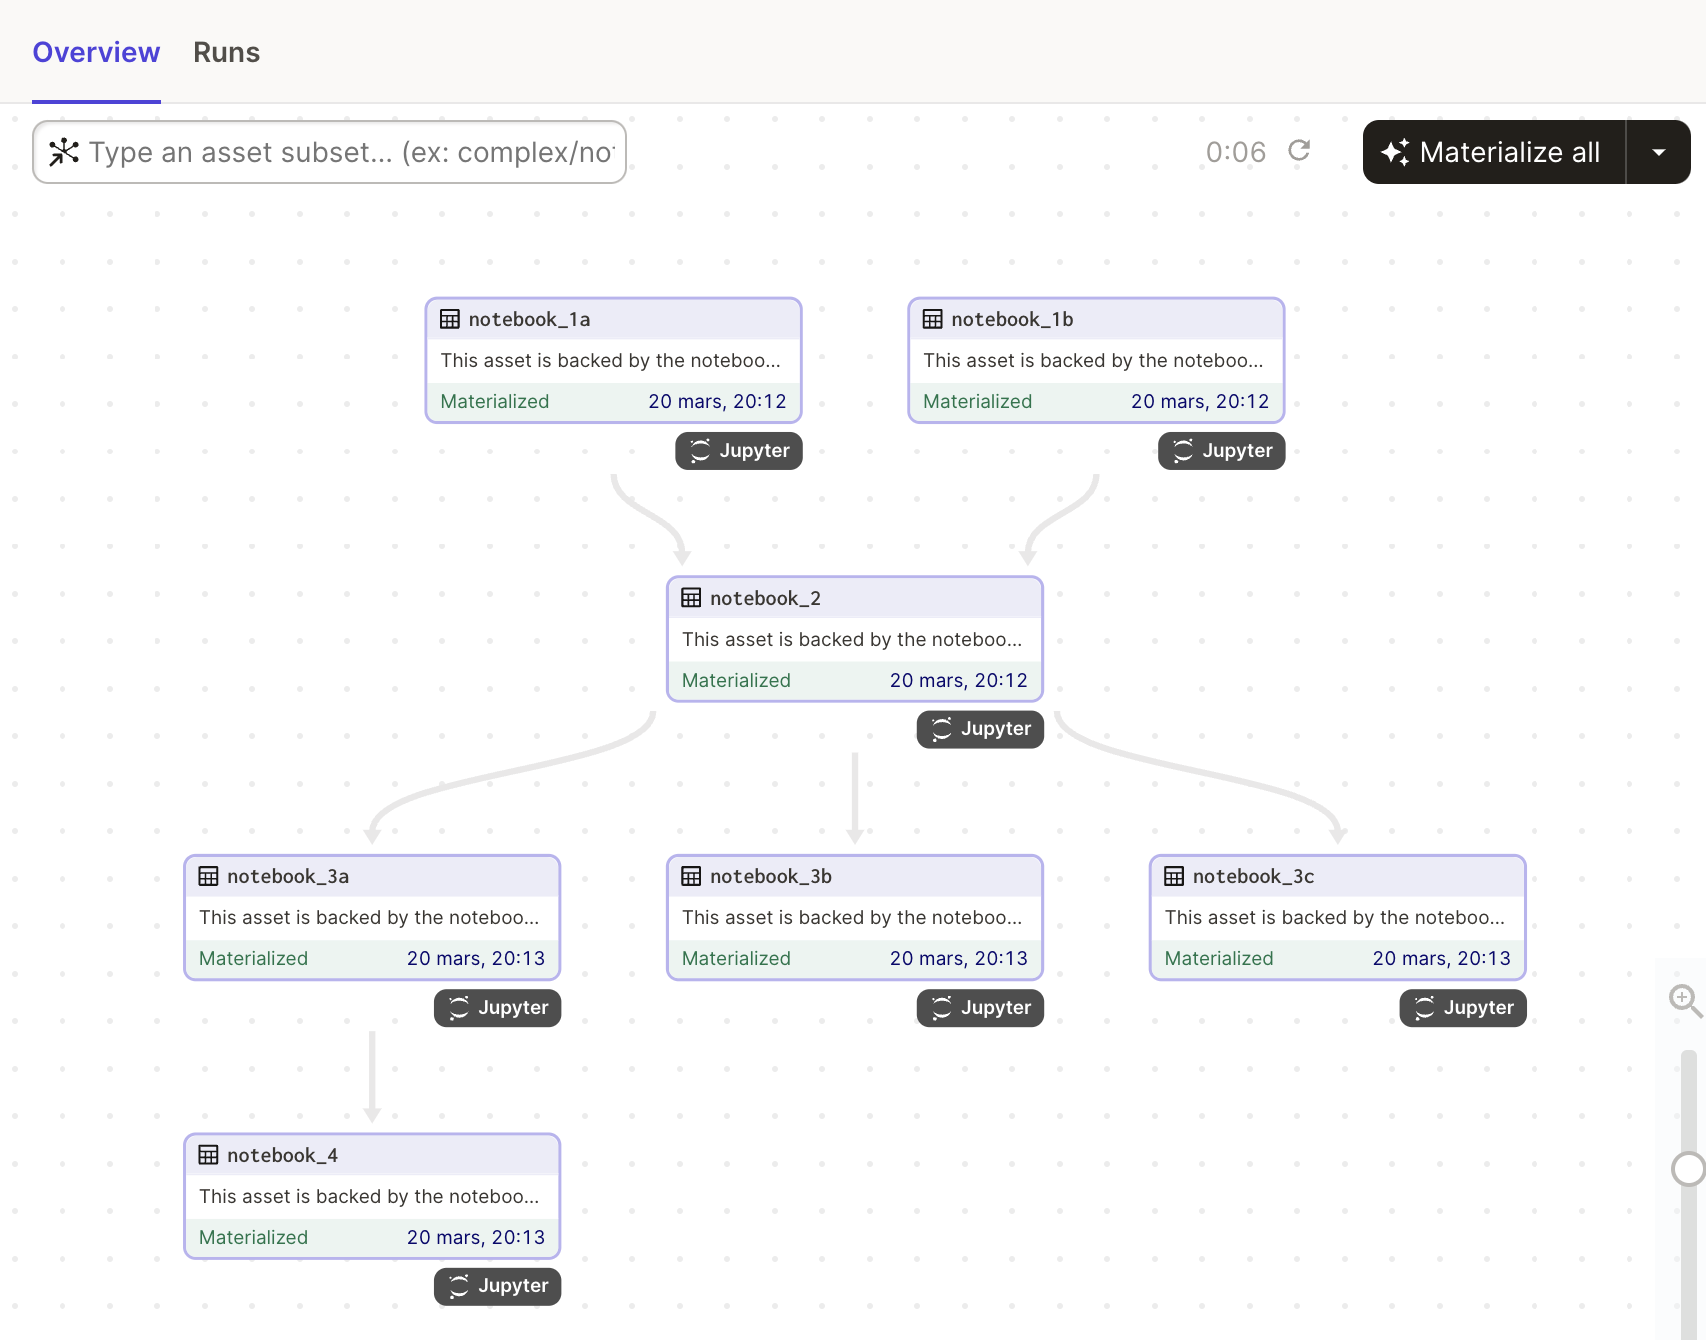 Overview Runs
Type an asset subset... (ex: complex/no
0:06
Materialize all
notebook_1a
This asset is backed by the noteboo...
Materialized 20 mars, 20:12
Jupyter
notebook_1b
This asset is backed by the noteboo...
Materialized 20 mars, 20:12
Jupyter
notebook_2
This asset is backed by the noteboo...
Materialized 20 mars, 20:12
Jupyter
notebook_3a
This asset is backed by the noteboo...
Materialized 20 mars, 20:13
Jupyter
notebook_3b
This asset is backed by the noteboo...
Materialized 20 mars, 20:13
Jupyter
notebook_3c
This asset is backed by the noteboo...
Materialized 20 mars, 20:13
Jupyter
notebook_4
This asset is backed by the noteboo...
Materialized 20 mars, 20:13
Jupyter